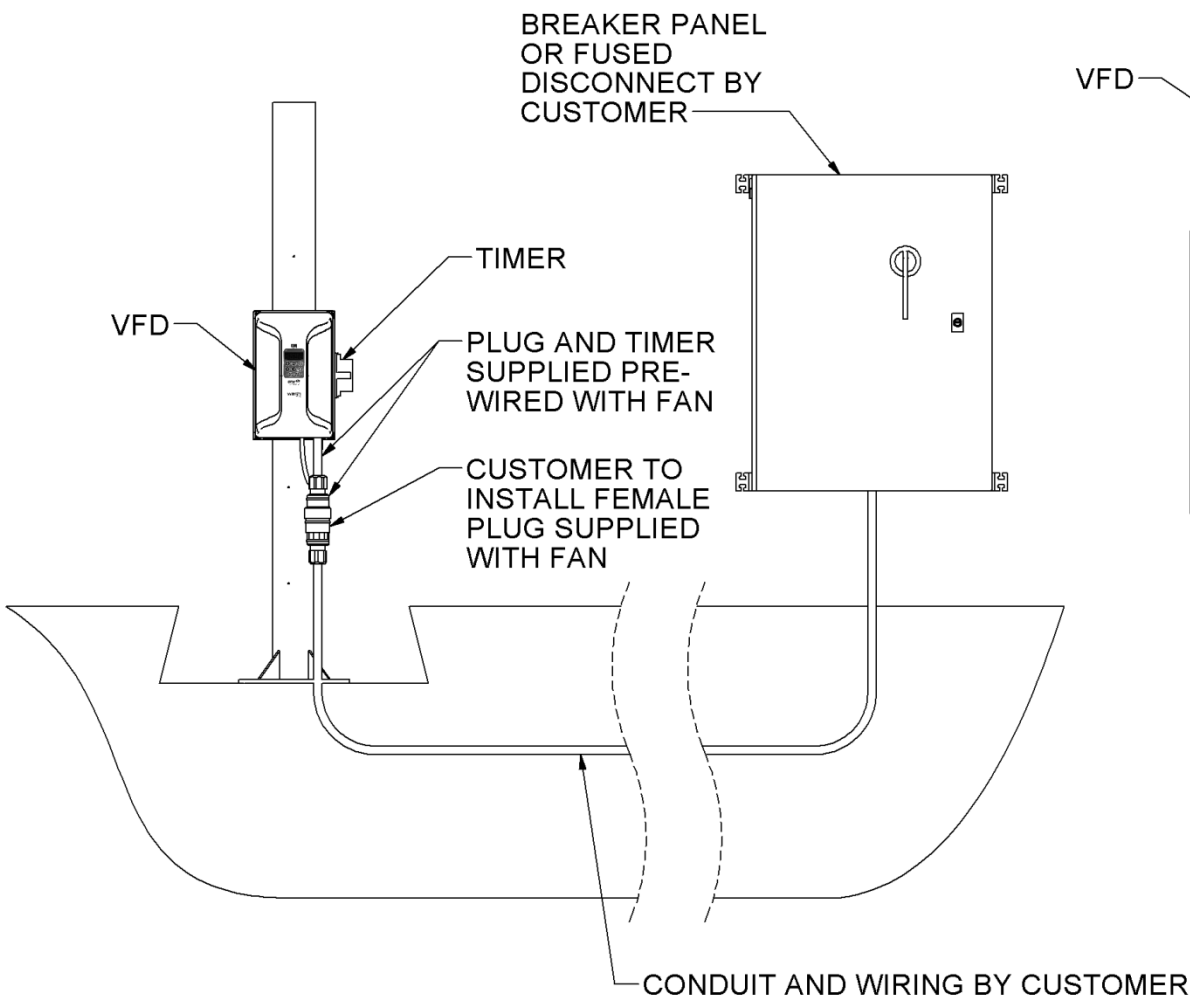 BREAKER PANEL
OR FUSED
DISCONNECT BY
CUSTOMER
VFD
TIMER
VFD
PLUG AND TIMER
SUPPLIED PRE-
WIRED WITH FAN
CUSTOMER TO
INSTALL FEMALE
PLUG SUPPLIED
WITH FAN
CONDUIT AND WIRING BY CUSTOMER